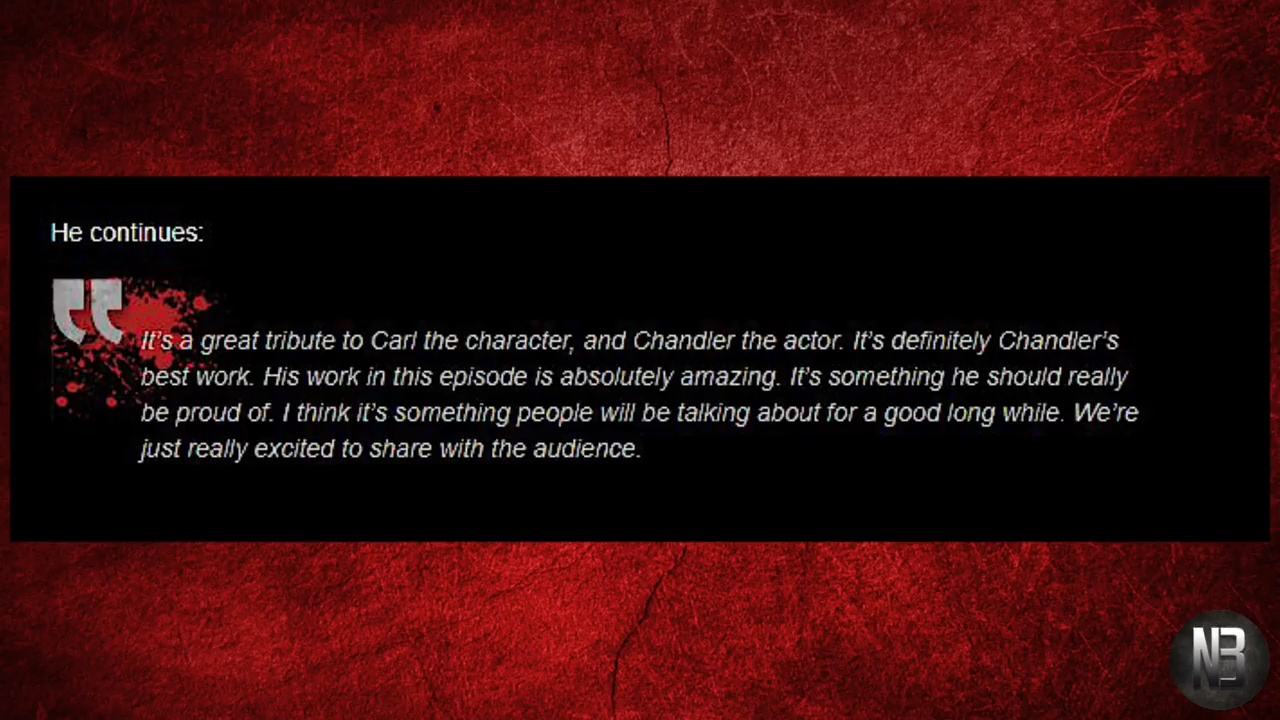 He continues:
It's a great tribute to Carl the character, and Chandler the actor. It's definitely Chandler's
best work. His work in this episode is absolutely amazing. It's something he should really
be proud of. I think it's something people will be talking about for a good long while. We're
just really excited to share with the audience.